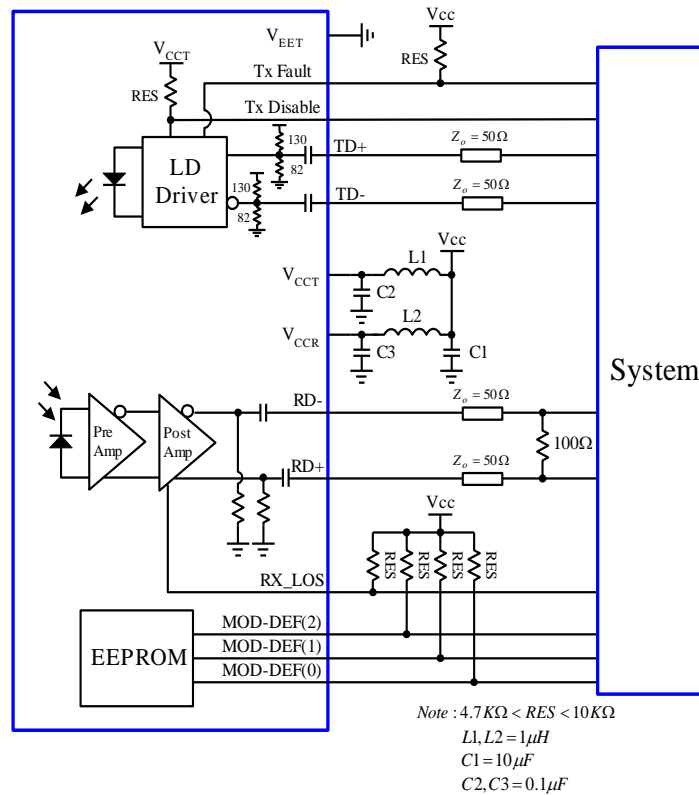 V_EET
Vcc
V_CCT
Tx Fault
RES
RES
Tx Disable
Z_o = 50Ω
130
TD+
LD
Driver
82
130
Z_o = 50Ω
TD-
82
Vcc
L1
V_CCT
C2
L2
V_CCR
C3
C1
System
RD-
Z_o = 50Ω
Pre
Amp
Post
Amp
100Ω
RD+
Z_o = 50Ω
Vcc
RES
RES
RES
RES
RX_LOS
MOD-DEF(2)
EEPROM
MOD-DEF(1)
MOD-DEF(0)
Note : 4.7KΩ < RES < 10KΩ
L1, L2 = 1μH
C1 = 10μF
C2, C3 = 0.1μF